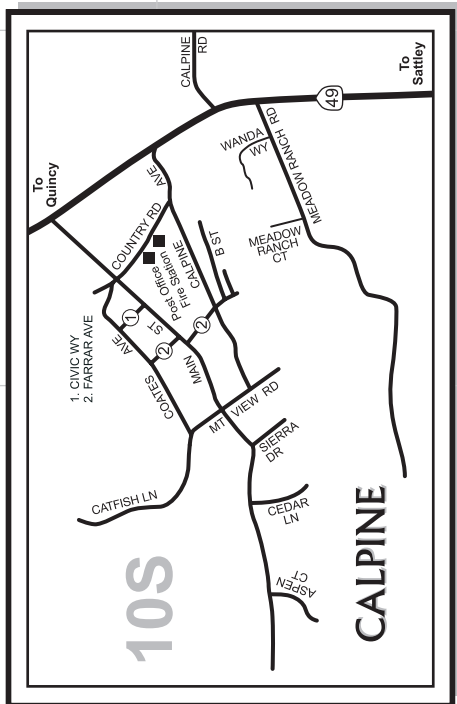 CALPINE
RD
To
Sattley
49
To
Quincy
AVE
WANDA
WY
MEADOW RANCH RD
COUNTRY RD
Post Office
Fire Station
CALPINE
B ST
MEADOW
RANCH
CT
1. CIVIC WY
2. FARRAR AVE
1
AVE
ST
2
2
COATES
MAIN
MT VIEW RD
SIERRA
DR
CATFISH LN
CEDAR
LN
ASPEN
CT
10S
CALPINE